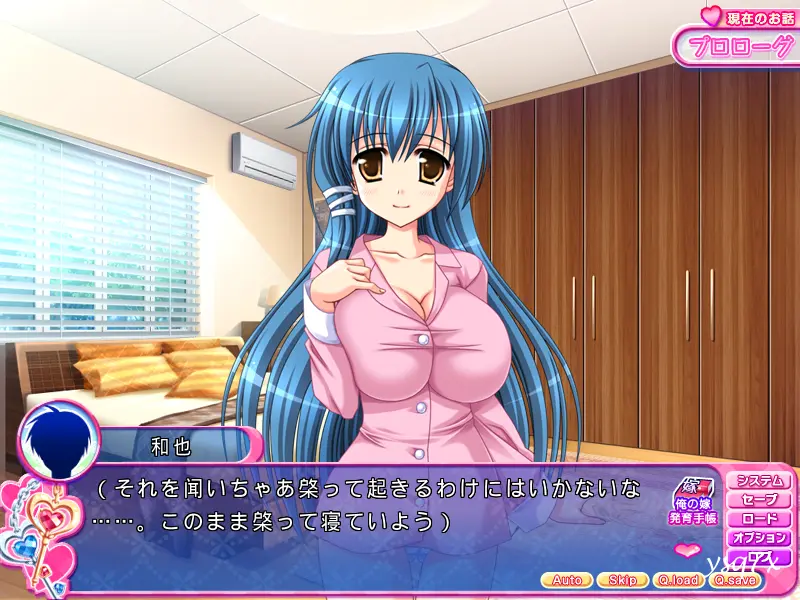 現在のお話
プロローグ
和也
（それを聞いちゃあ黙って起きるわけにはいかないな
……。このまま黙って寝ていよう）
嫁
俺の嫁
発育手帳
システム
セーブ
ロード
オプション
ログ
Auto
Skip
Q.load
Q.save